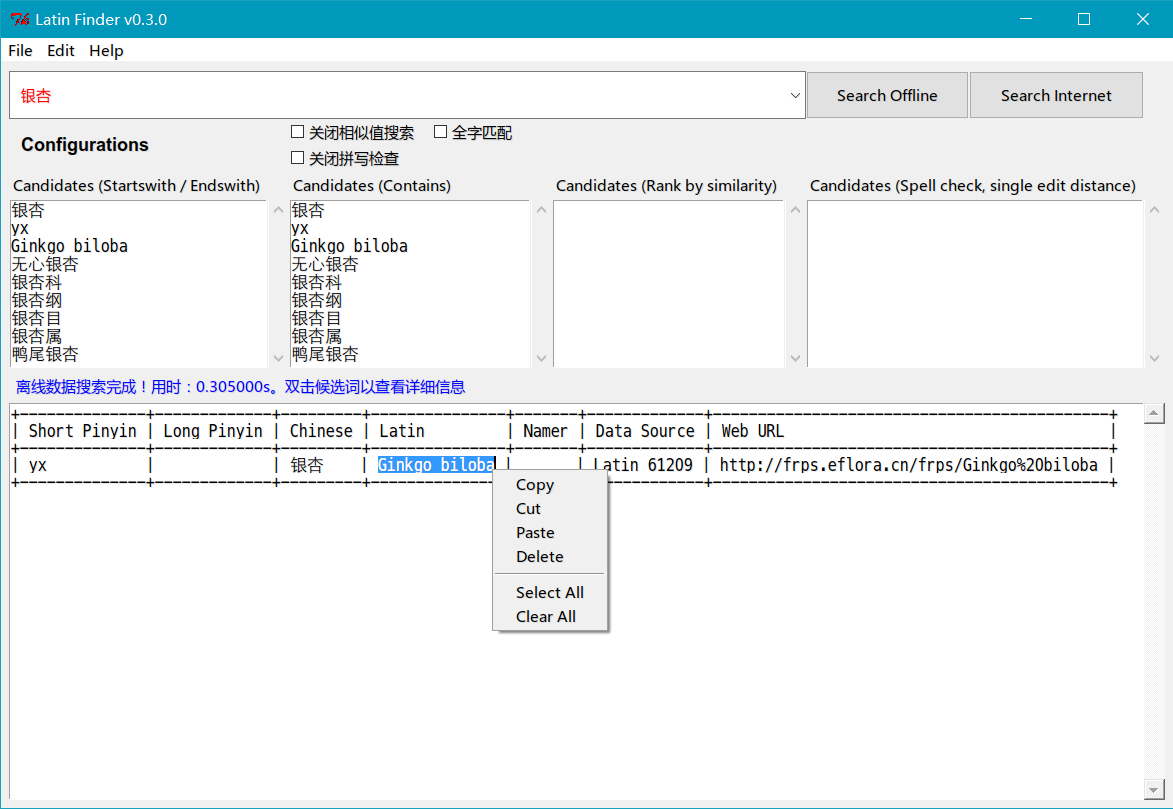 Latin Finder v0.3.0
File Edit Help
银杏
Search Offline
Search Internet
Configurations
关闭相似值搜索
全字匹配
关闭拼写检查
Candidates (Startswith / Endswith)
Candidates (Contains)
Candidates (Rank by similarity)
Candidates (Spell check, single edit distance)
银杏
yx
Ginkgo biloba
无心银杏
银杏科
银杏纲
银杏目
银杏属
鸭尾银杏
银杏
yx
Ginkgo biloba
无心银杏
银杏科
银杏纲
银杏目
银杏属
鸭尾银杏
离线数据搜索完成！用时：0.305000s。双击候选词以查看详细信息
| Short Pinyin | Long Pinyin | Chinese | Latin | Namer | Data Source | Web URL |
| yx | | 银杏 | Ginkgo biloba | | Latin 61209 | http://frps.eflora.cn/frps/Ginkgo%20biloba |
Copy
Cut
Paste
Delete
Select All
Clear All